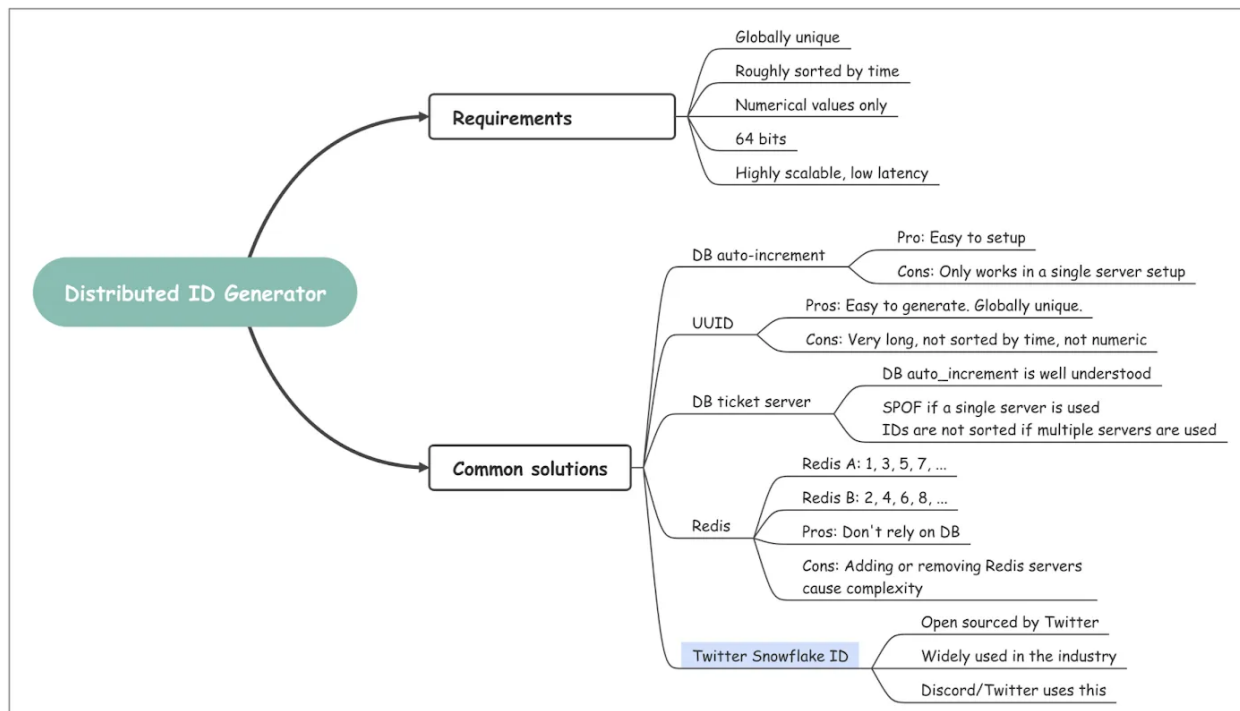 Distributed ID Generator
Requirements
Globally unique
Roughly sorted by time
Numerical values only
64 bits
Highly scalable, low latency
Common solutions
DB auto-increment
Pro: Easy to setup
Cons: Only works in a single server setup
UUID
Pros: Easy to generate. Globally unique.
Cons: Very long, not sorted by time, not numeric
DB ticket server
DB auto_increment is well understood
SPOF if a single server is used
IDs are not sorted if multiple servers are used
Redis
Redis A: 1, 3, 5, 7, ...
Redis B: 2, 4, 6, 8, ...
Pros: Don't rely on DB
Cons: Adding or removing Redis servers
cause complexity
Twitter Snowflake ID
Open sourced by Twitter
Widely used in the industry
Discord/Twitter uses this